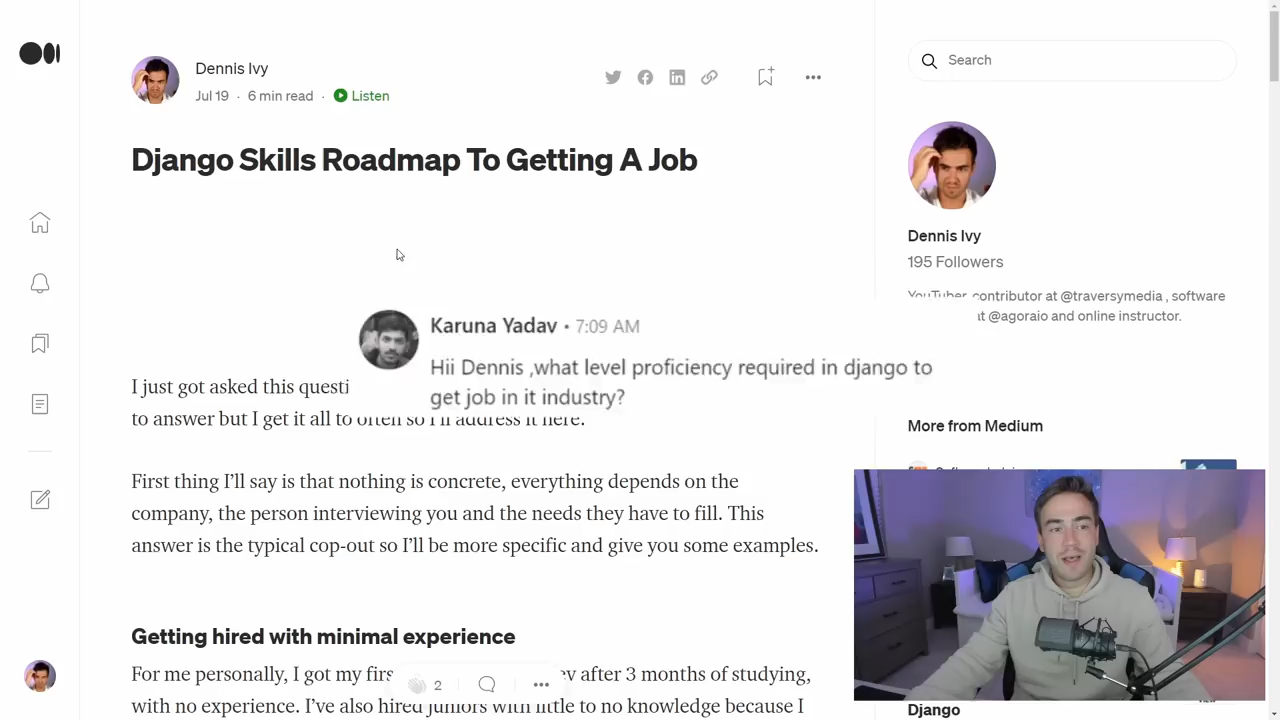 Dennis Ivy
Jul 19 · 6 min read · Listen
Search
Django Skills Roadmap To Getting A Job
Dennis Ivy
195 Followers
YouTuber, contributor at @traversymedia , software
at @agoraio and online instructor.
Karuna Yadav • 7:09 AM
Hii Dennis ,what level proficiency required in django to
get job in it industry?
I just got asked this questi
to answer but I get it all to often so I'll address it here.
More from Medium
First thing I'll say is that nothing is concrete, everything depends on the
company, the person interviewing you and the needs they have to fill. This
answer is the typical cop-out so I'll be more specific and give you some examples.
Getting hired with minimal experience
For me personally, I got my firs
ey after 3 months of studying,
2
with no experience. I've also hired juniors with little to no knowledge because I
Django